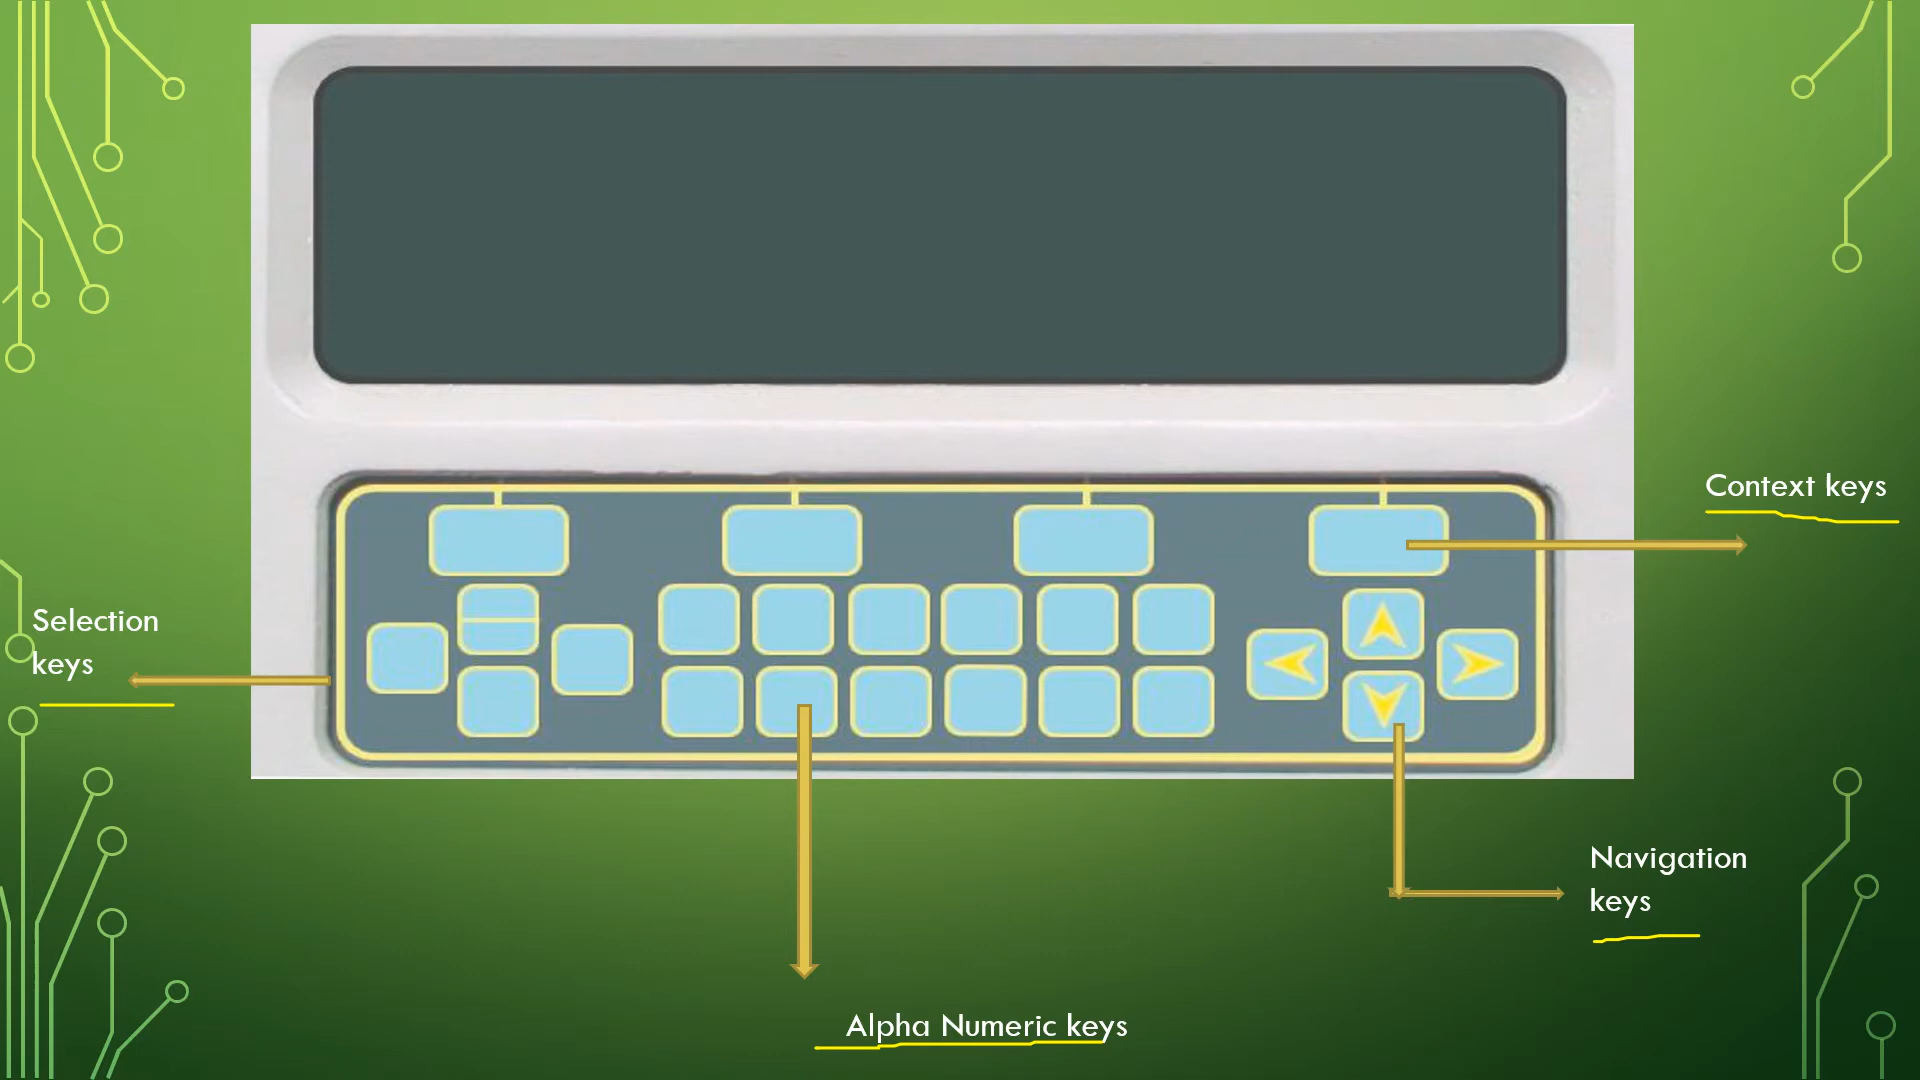 Context keys
Selection
keys
Navigation
keys
Alpha Numeric keys